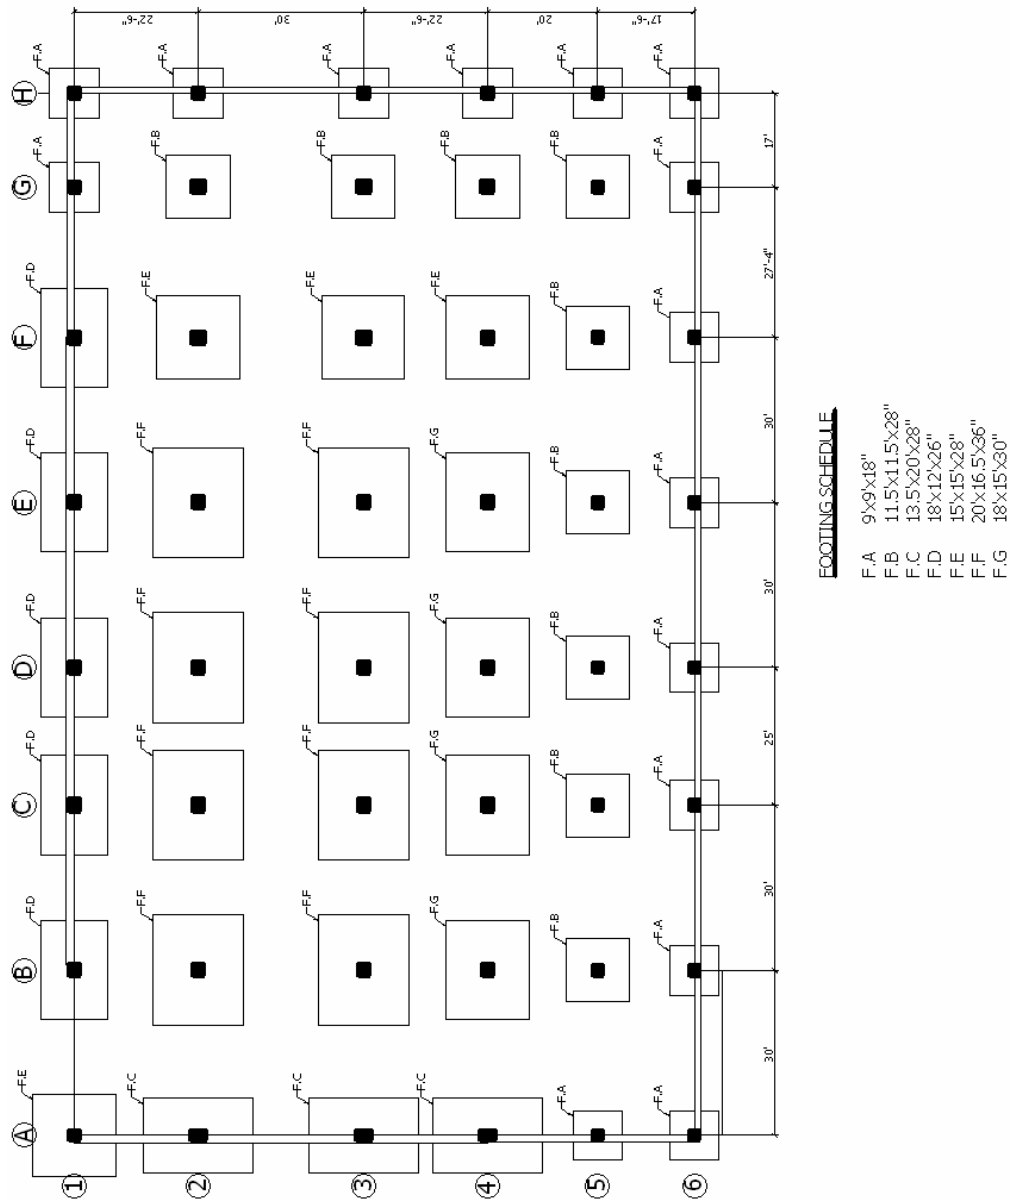 22'-6"
30'
22'-6"
20'
17'-6"
H
F.A
F.A
F.A
F.A
F.A
F.A
17'
G
F.A
F.B
F.B
F.B
F.B
F.A
27'-4"
F
F.D
F.E
F.E
F.E
F.B
F.A
30'
E
F.D
F.F
F.F
F.G
F.B
F.A
30'
D
F.D
F.F
F.F
F.G
F.B
F.A
25'
C
F.D
F.F
F.F
F.G
F.B
F.A
30'
B
F.D
F.F
F.F
F.G
F.B
F.A
30'
A
F.E
F.C
F.C
F.C
F.A
F.A
1
2
3
4
5
6
FOOTING SCHEDULE
F.A 9'x9'x18"
F.B 11.5'x11.5'x28"
F.C 13.5'x20'x28"
F.D 18'x12'x26"
F.E 15'x15'x28"
F.F 20'x16.5'x36"
F.G 18'x15'x30"